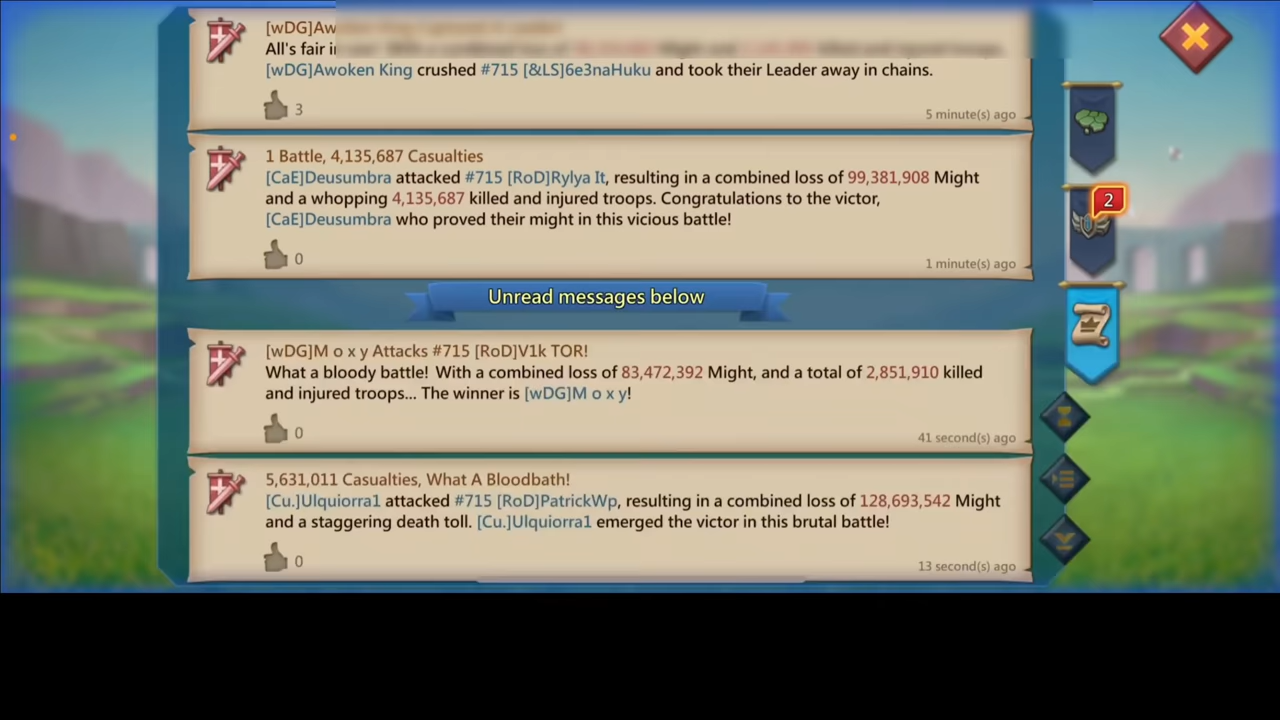 [wDG]Aw
All's fair
[wDG]Awoken King crushed #715 [&LS]6e3naHuku and took their Leader away in chains.
3
5 minute(s) ago
1 Battle, 4,135,687 Casualties
[CaE]Deusumbra attacked #715 [RoD]Rylya It, resulting in a combined loss of 99,381,908 Might
and a whopping 4,135,687 killed and injured troops. Congratulations to the victor,
[CaE]Deusumbra who proved their might in this vicious battle!
0
1 minute(s) ago
2
Unread messages below
[wDG]M o x y Attacks #715 [RoD]V1k TOR!
What a bloody battle! With a combined loss of 83,472,392 Might, and a total of 2,851,910 killed
and injured troops... The winner is [wDG]M o x y!
0
41 second(s) ago
5,631,011 Casualties, What A Bloodbath!
[Cu.]Ulquiorra1 attacked #715 [RoD]PatrickWp, resulting in a combined loss of 128,693,542 Might
and a staggering death toll. [Cu.]Ulquiorra1 emerged the victor in this brutal battle!
0
13 second(s) ago